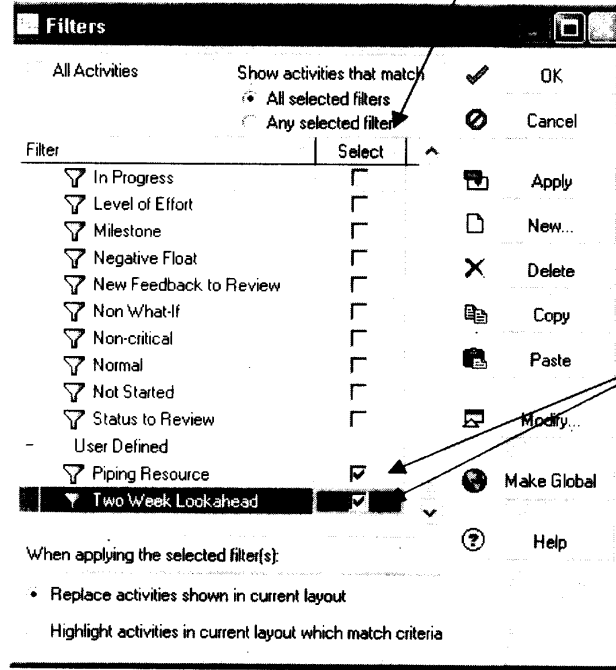 Filters
All Activities
Show activities that match
All selected filters
Any selected filter
Filter Select
In Progress
Level of Effort
Milestone
Negative Float
New Feedback to Review
Non What-If
Non-critical
Normal
Not Started
Status to Review
- User Defined
Piping Resource
Two Week Lookahead
When applying the selected filter(s):
Replace activities shown in current layout
Highlight activities in current layout which match criteria
OK
Cancel
Apply
New...
Delete
Copy
Paste
Modify...
Make Global
Help